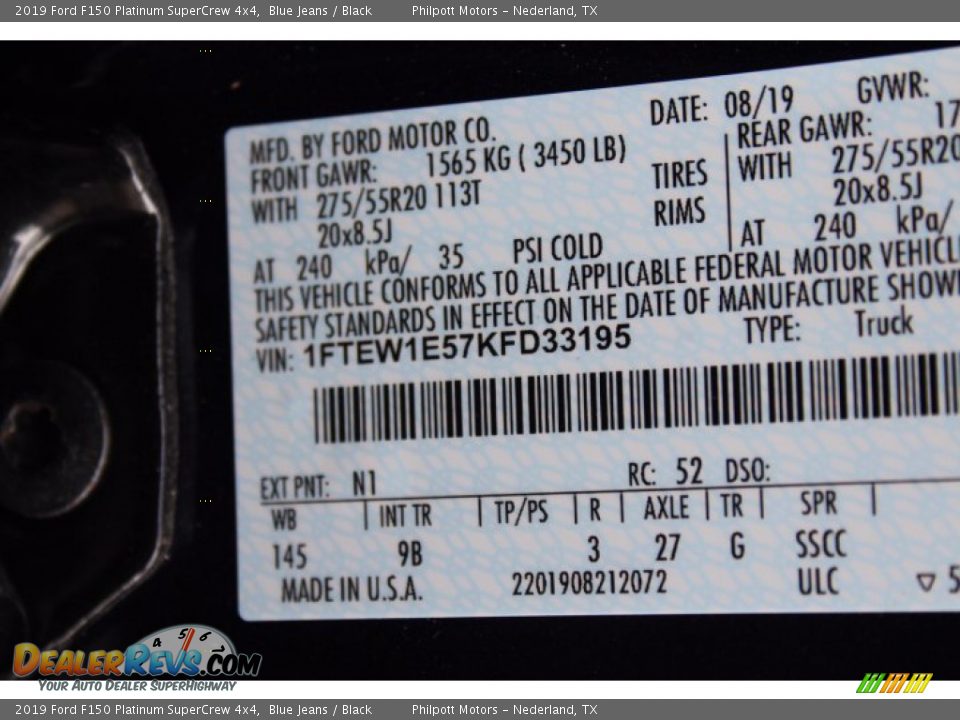 2019 Ford F150 Platinum SuperCrew 4x4, Blue Jeans / Black Philpott Motors – Nederland, TX
MFD. BY FORD MOTOR CO. DATE: 08/19 GVWR:
FRONT GAWR: 1565 KG ( 3450 LB) REAR GAWR: 17
WITH 275/55R20 113T TIRES WITH 275/55R20
20x8.5J RIMS 20x8.5J
AT 240 kPa/ 35 PSI COLD AT 240 kPa/
THIS VEHICLE CONFORMS TO ALL APPLICABLE FEDERAL MOTOR VEHICLE
SAFETY STANDARDS IN EFFECT ON THE DATE OF MANUFACTURE SHOWN
VIN: 1FTEW1E57KFD33195 TYPE: Truck
EXT PNT: N1 RC: 52 DSO:
WB INT TR TP/PS R AXLE TR SPR
145 9B 3 27 G SSCC
MADE IN U.S.A. 2201908212072 ULC ▽ 5
4 5 6
DEALERREVS.COM
YOUR AUTO DEALER SUPERHIGHWAY
2019 Ford F150 Platinum SuperCrew 4x4, Blue Jeans / Black Philpott Motors – Nederland, TX